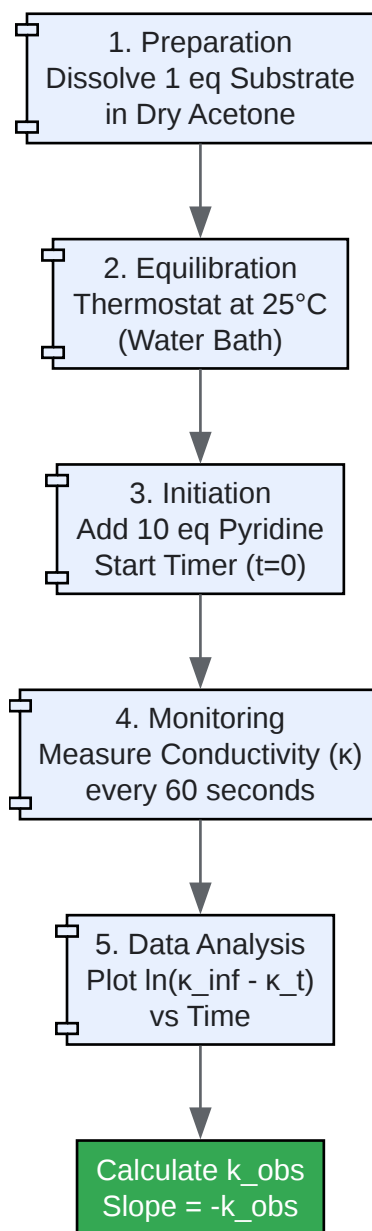 1. Preparation
Dissolve 1 eq Substrate
in Dry Acetone
2. Equilibration
Thermostat at 25°C
(Water Bath)
3. Initiation
Add 10 eq Pyridine
Start Timer (t=0)
4. Monitoring
Measure Conductivity (κ)
every 60 seconds
5. Data Analysis
Plot ln(κ_inf - κ_t)
vs Time
Calculate k_obs
Slope = -k_obs